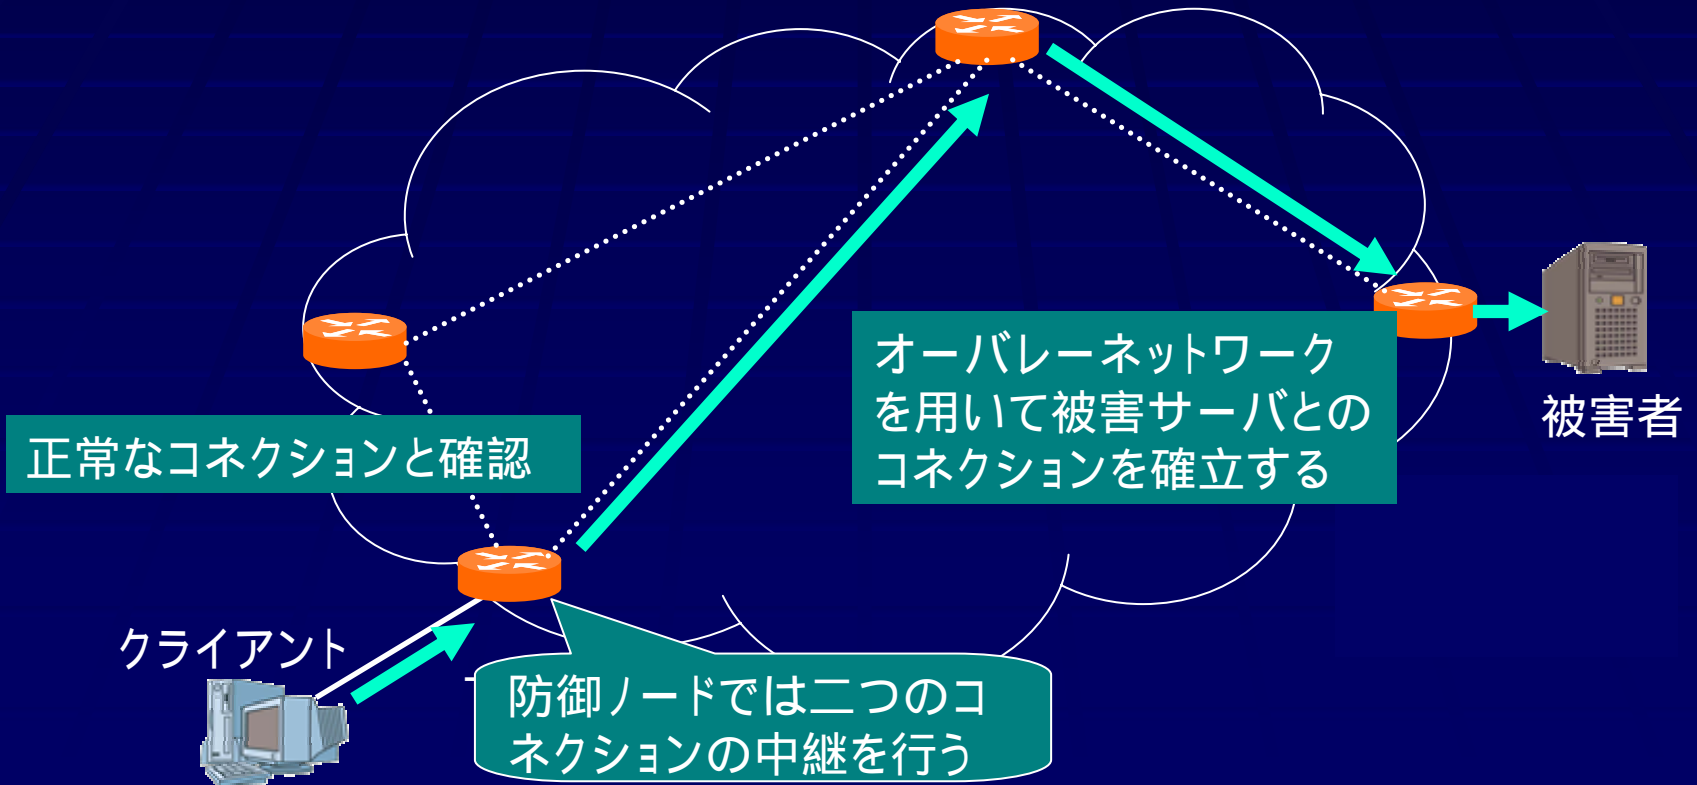 オーバレーネットワーク
を用いて被害サーバとの
コネクションを確立する
被害者
正常なコネクションと確認
クライアント
防御ノードでは二つのコ
ネクションの中継を行う